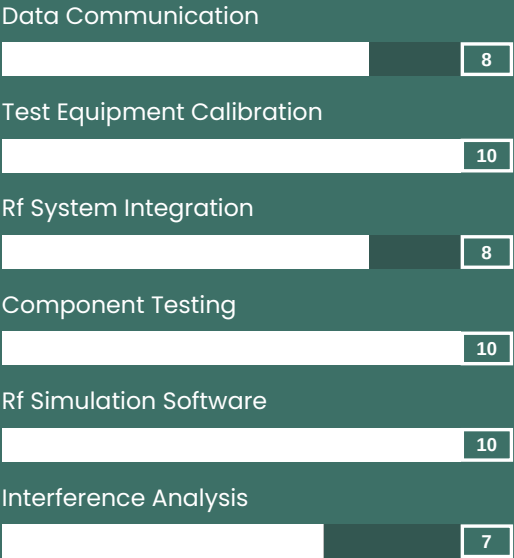 Data Communication
8
Test Equipment Calibration
10
Rf System Integration
8
Component Testing
10
Rf Simulation Software
10
Interference Analysis
7